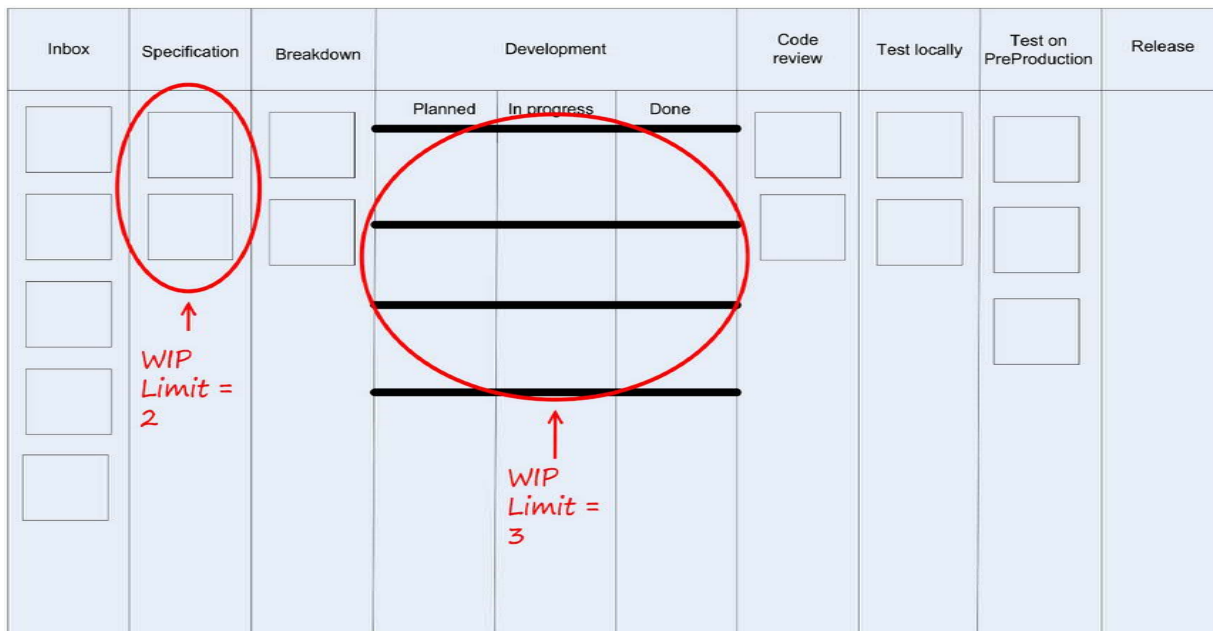 Inbox
Specification
Breakdown
Development
Code
review
Test locally
Test on
PreProduction
Release
Planned
In progress
Done
WIP
Limit =
2
WIP
Limit =
3